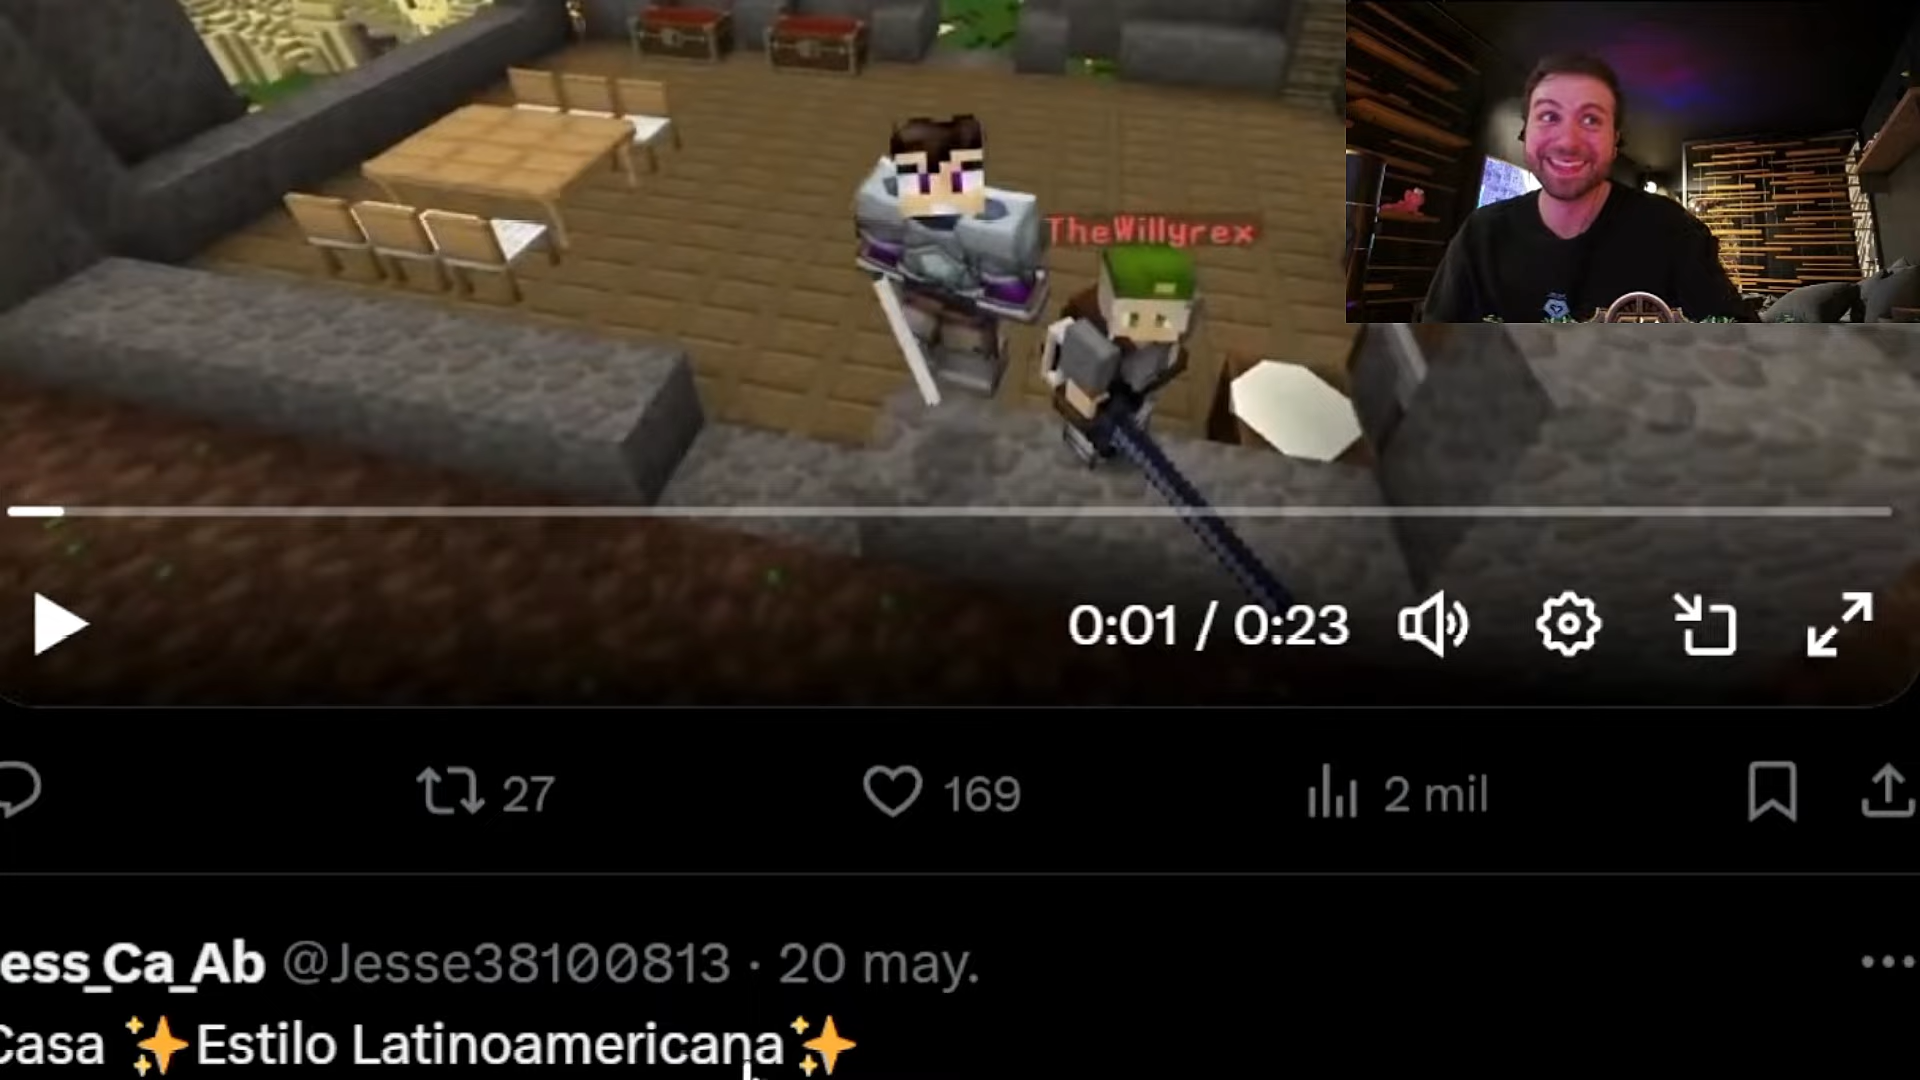 TheWillyrex
0:01 / 0:23
27
169
2 mil
ess_Ca_Ab @Jesse38100813 · 20 may.
Casa ✨Estilo Latinoamericana✨